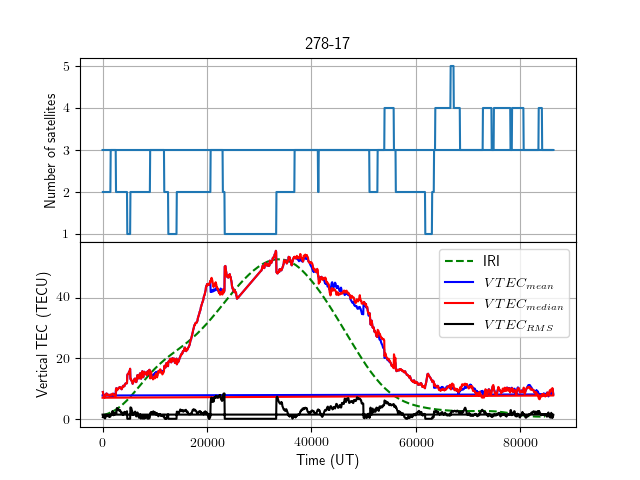 278-17
Number of satellites
5
4
3
2
1
Vertical TEC (TECU)
40
20
0
IRI
VTEC_mean
VTEC_median
VTEC_RMS
0 20000 40000 60000 80000
Time (UT)